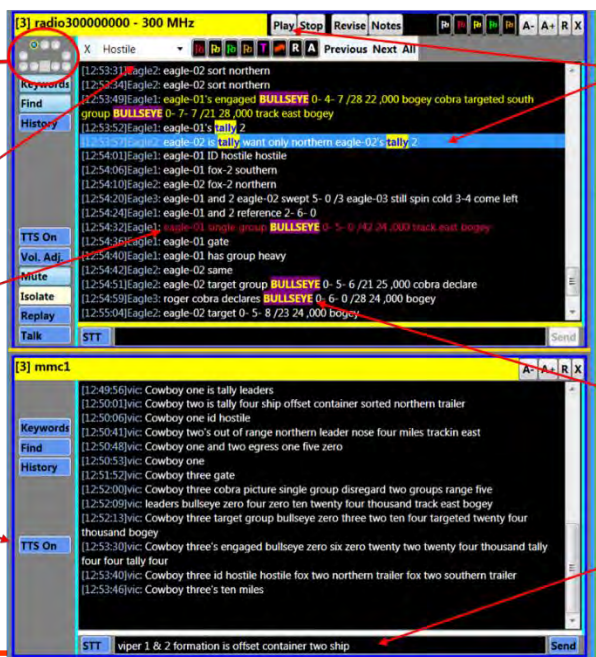 [3] radio300000000 - 300 MHz
Play Stop Revise Notes
A- A+ R X
X Hostile
T R A Previous Next All
Keywords
Find
History
TTS On
Vol. Adj.
Mute
Isolate
Replay
Talk
[12:53:31]Eagle2: eagle-02 sort northern
[12:53:34]Eagle2: eagle-02 sort northern
[12:53:49]Eagle1: eagle-01's engaged BULLSEYE 0- 4- 7 /28 22 ,000 bogey cobra targeted south
group BULLSEYE 0- 7- 7 /21 28 ,000 track east bogey
[12:53:52]Eagle1: eagle-01's tally 2
[12:53:57]Eagle2: eagle-02 is tally want only northern eagle-02's tally 2
[12:54:01]Eagle1: eagle-01 ID hostile hostile
[12:54:06]Eagle1: eagle-01 fox-2 southern
[12:54:10]Eagle2: eagle-02 fox-2 northern
[12:54:20]Eagle3: eagle-01 and 2 eagle-02 swept 5- 0 /3 eagle-03 still spin cold 3-4 come left
[12:54:24]Eagle1: eagle-01 and 2 reference 2- 6- 0
[12:54:32]Eagle1: eagle-01 single group BULLSEYE 0- 5- 0 /42 24 ,000 track east bogey
[12:54:36]Eagle1: eagle-01 gate
[12:54:40]Eagle1: eagle-01 has group heavy
[12:54:42]Eagle2: eagle-02 same
[12:54:51]Eagle2: eagle-02 target group BULLSEYE 0- 5- 6 /21 25 ,000 cobra declare
[12:54:59]Eagle3: roger cobra declares BULLSEYE 0- 6- 0 /28 24 ,000 bogey
[12:55:04]Eagle2: eagle-02 target 0- 5- 8 /23 24 ,000 bogey
STT Send
[3] mmc1
A- A+ R X
Keywords
Find
History
TTS On
[12:49:56]vic: Cowboy one is tally leaders
[12:50:01]vic: Cowboy two is tally four ship offset container sorted northern trailer
[12:50:06]vic: Cowboy one id hostile
[12:50:41]vic: Cowboy two's out of range northern leader nose four miles trackin east
[12:50:48]vic: Cowboy one and two egress one five zero
[12:50:53]vic: Cowboy one
[12:51:52]vic: Cowboy three gate
[12:52:00]vic: Cowboy three cobra picture single group disregard two groups range five
[12:52:09]vic: leaders bullseye zero four zero ten twenty four thousand track east bogey
[12:52:13]vic: Cowboy three target group bullseye zero three two ten four targeted twenty four
thousand bogey
[12:53:30]vic: Cowboy three's engaged bullseye zero six zero twenty two twenty four thousand tally
four four tally four
[12:53:40]vic: Cowboy three id hostile hostile fox two northern trailer fox two southern trailer
[12:53:46]vic: Cowboy three's ten miles
STT viper 1 & 2 formation is offset container two ship Send